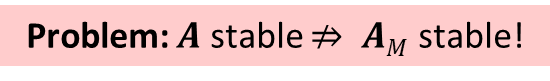 Problem: 𝑨 stable ⇏ 𝑨_𝑀 stable!